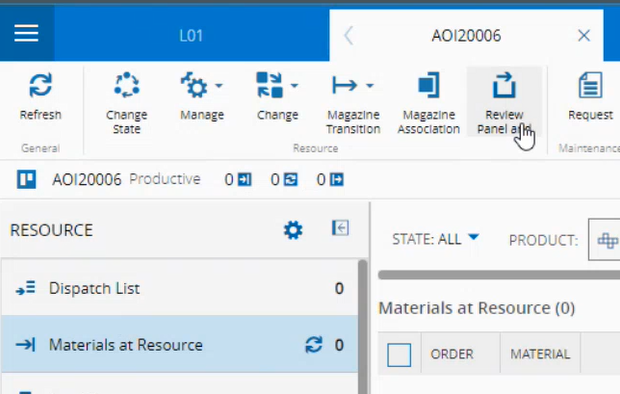 L01
AOI20006
Refresh
Change State
Manage
Change
Magazine Transition
Magazine Association
Review Panel and
Request
General
Resource
Maintenance
AOI20006 Productive 0 0 0
RESOURCE
STATE: ALL
PRODUCT:
Dispatch List 0
Materials at Resource (0)
Materials at Resource 0
ORDER
MATERIAL